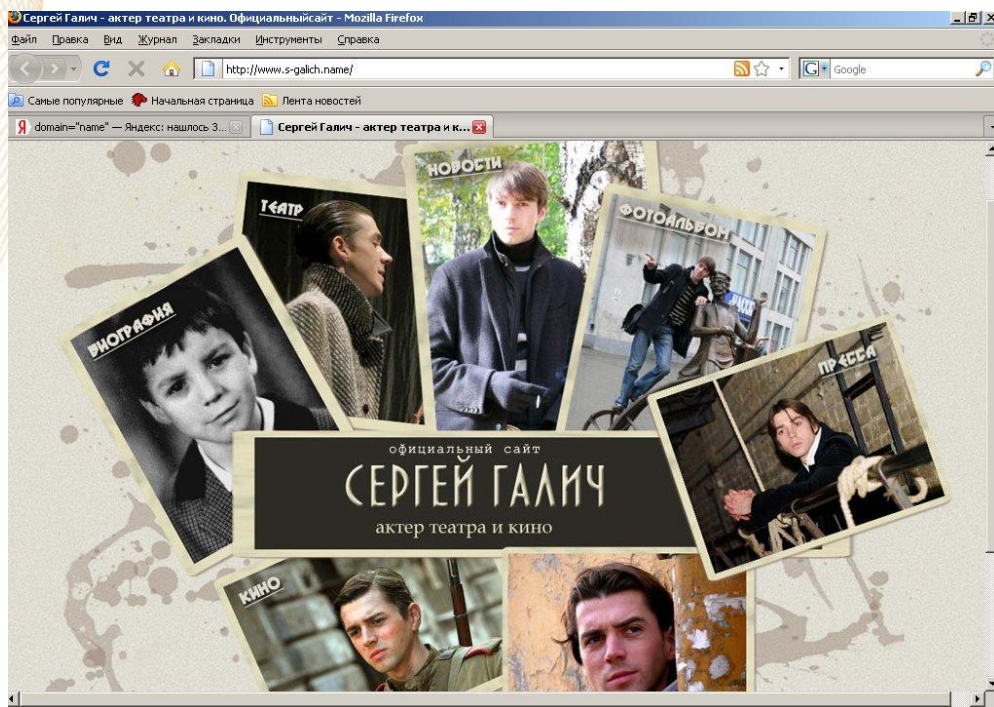 Сергей Галич - актер театра и кино. Официальныйсайт - Mozilla Firefox
Файл Правка Вид Журнал Закладки Инструменты Справка
http://www.s-galich.name/
G Google
Самые популярные Начальная страница Лента новостей
Я domain="name" — Яндекс: нашлось 3... Сергей Галич - актер театра и к...
НОВОСТИ
ТЕАТР
ФОТОАЛЬБОМ
БИОГРАФИЯ
ПРЕССА
официальный сайт
СЕРГЕЙ ГАЛИЧ
актер театра и кино
КИНО